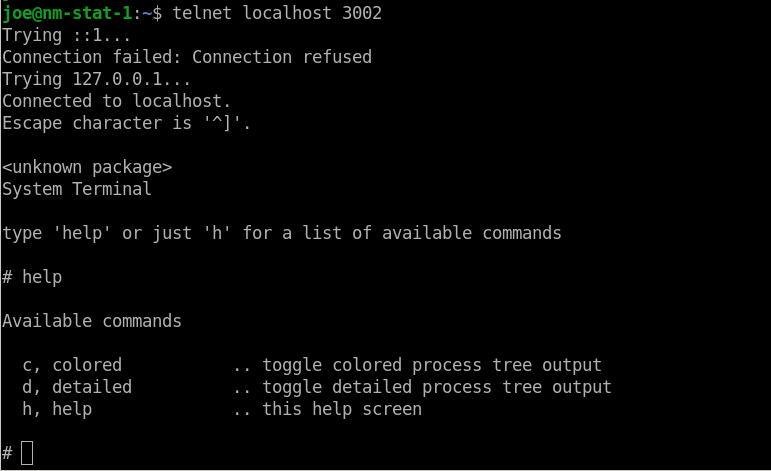 joe@nm-stat-1:~$ telnet localhost 3002
Trying ::1...
Connection failed: Connection refused
Trying 127.0.0.1...
Connected to localhost.
Escape character is '^]'.
<unknown package>
System Terminal
type 'help' or just 'h' for a list of available commands
# help
Available commands
c, colored .. toggle colored process tree output
d, detailed .. toggle detailed process tree output
h, help .. this help screen
#